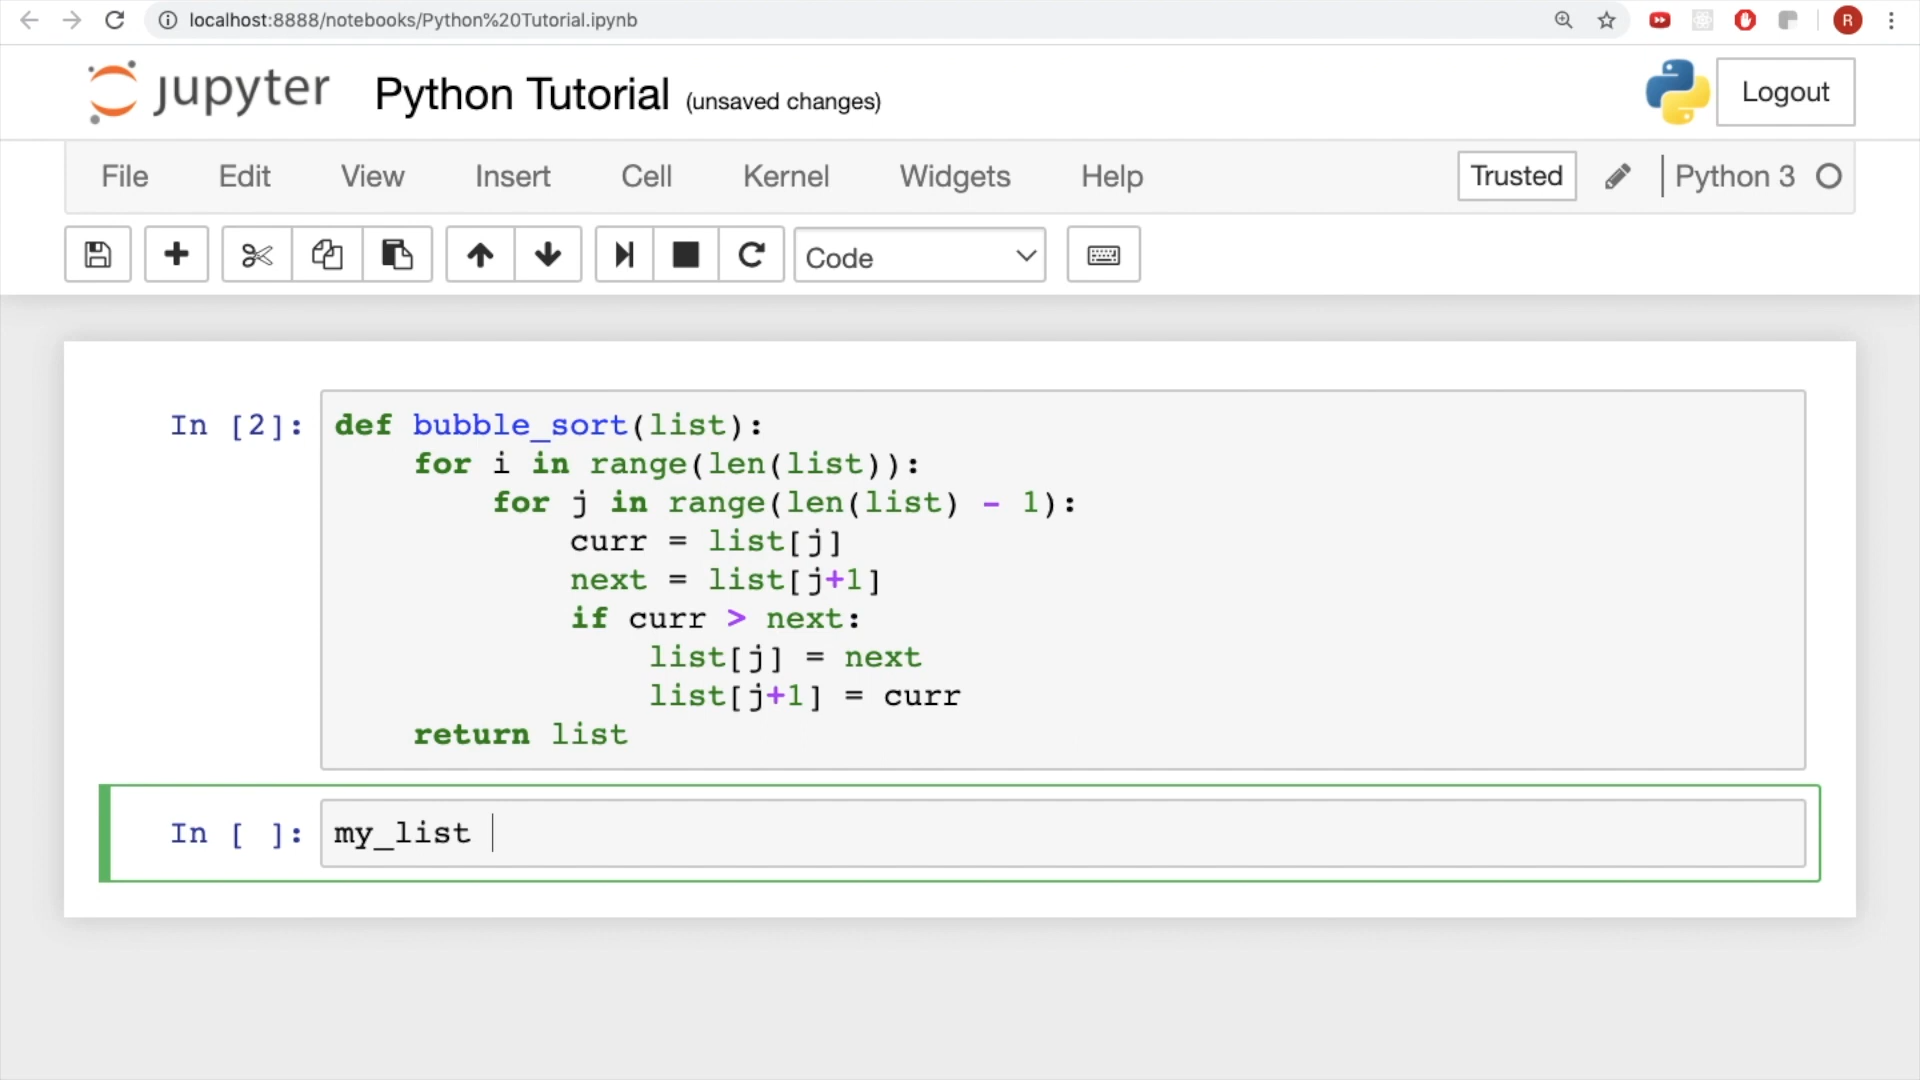 localhost:8888/notebooks/Python%20Tutorial.ipynb
R
jupyter Python Tutorial (unsaved changes) Logout
File Edit View Insert Cell Kernel Widgets Help Trusted Python 3
Code
In [2]: def bubble_sort(list):
    for i in range(len(list)):
        for j in range(len(list) - 1):
            curr = list[j]
            next = list[j+1]
            if curr > next:
                list[j] = next
                list[j+1] = curr
    return list
In [ ]: my_list